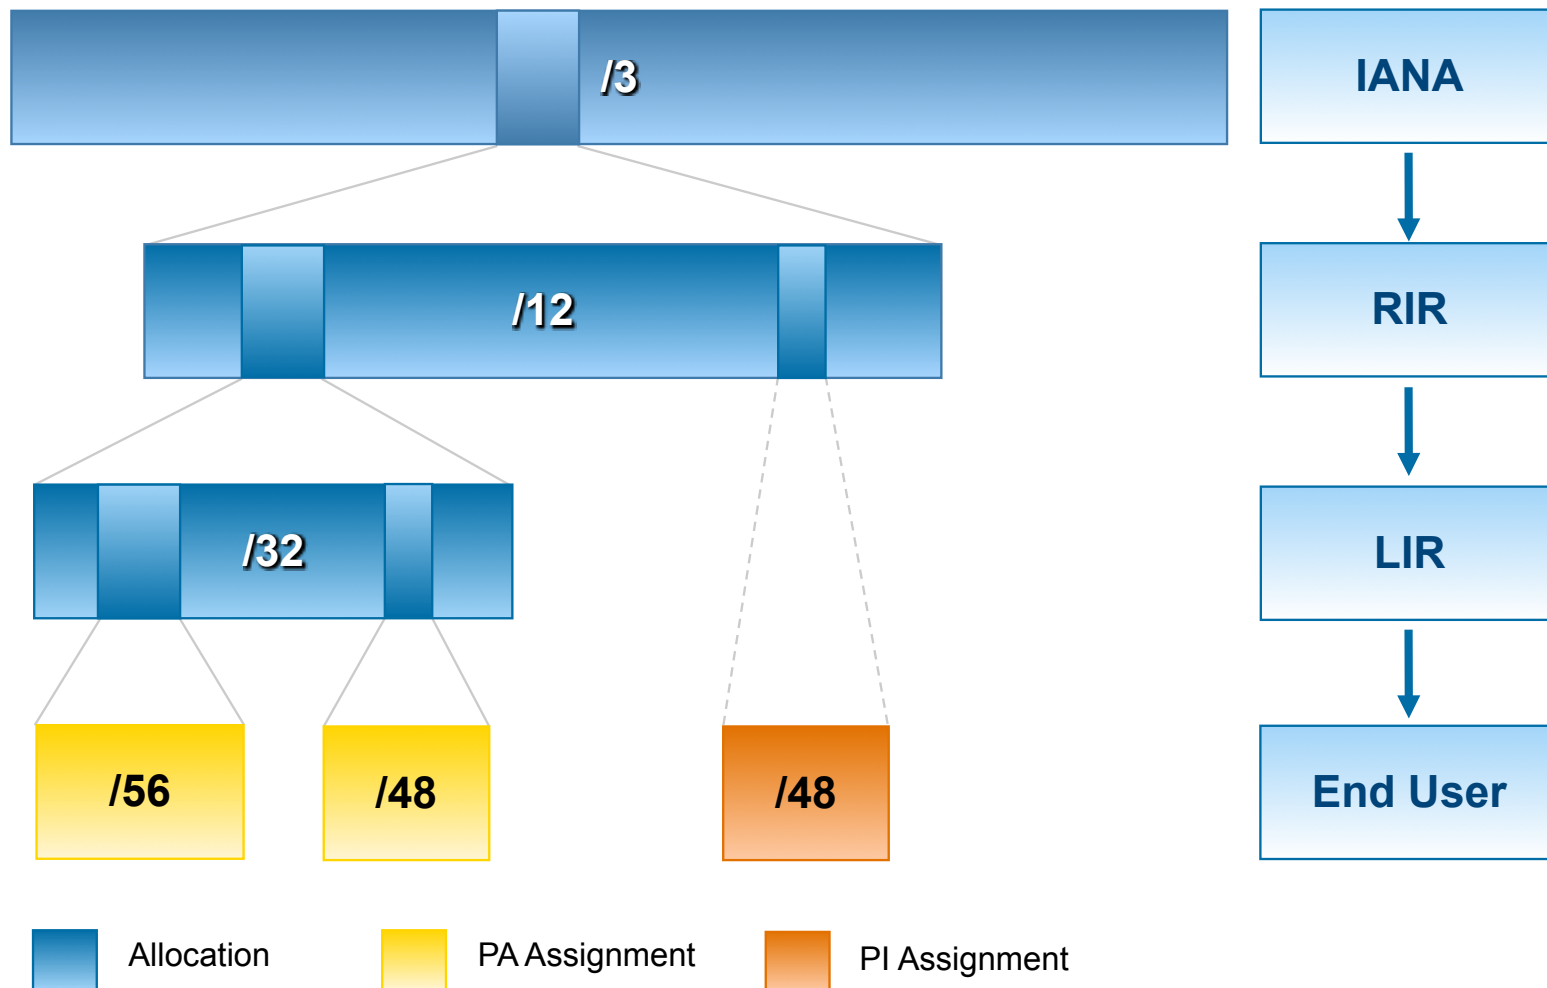 /3
IANA
/12
RIR
/32
LIR
/56
/48
/48
End User
Allocation
PA Assignment
PI Assignment